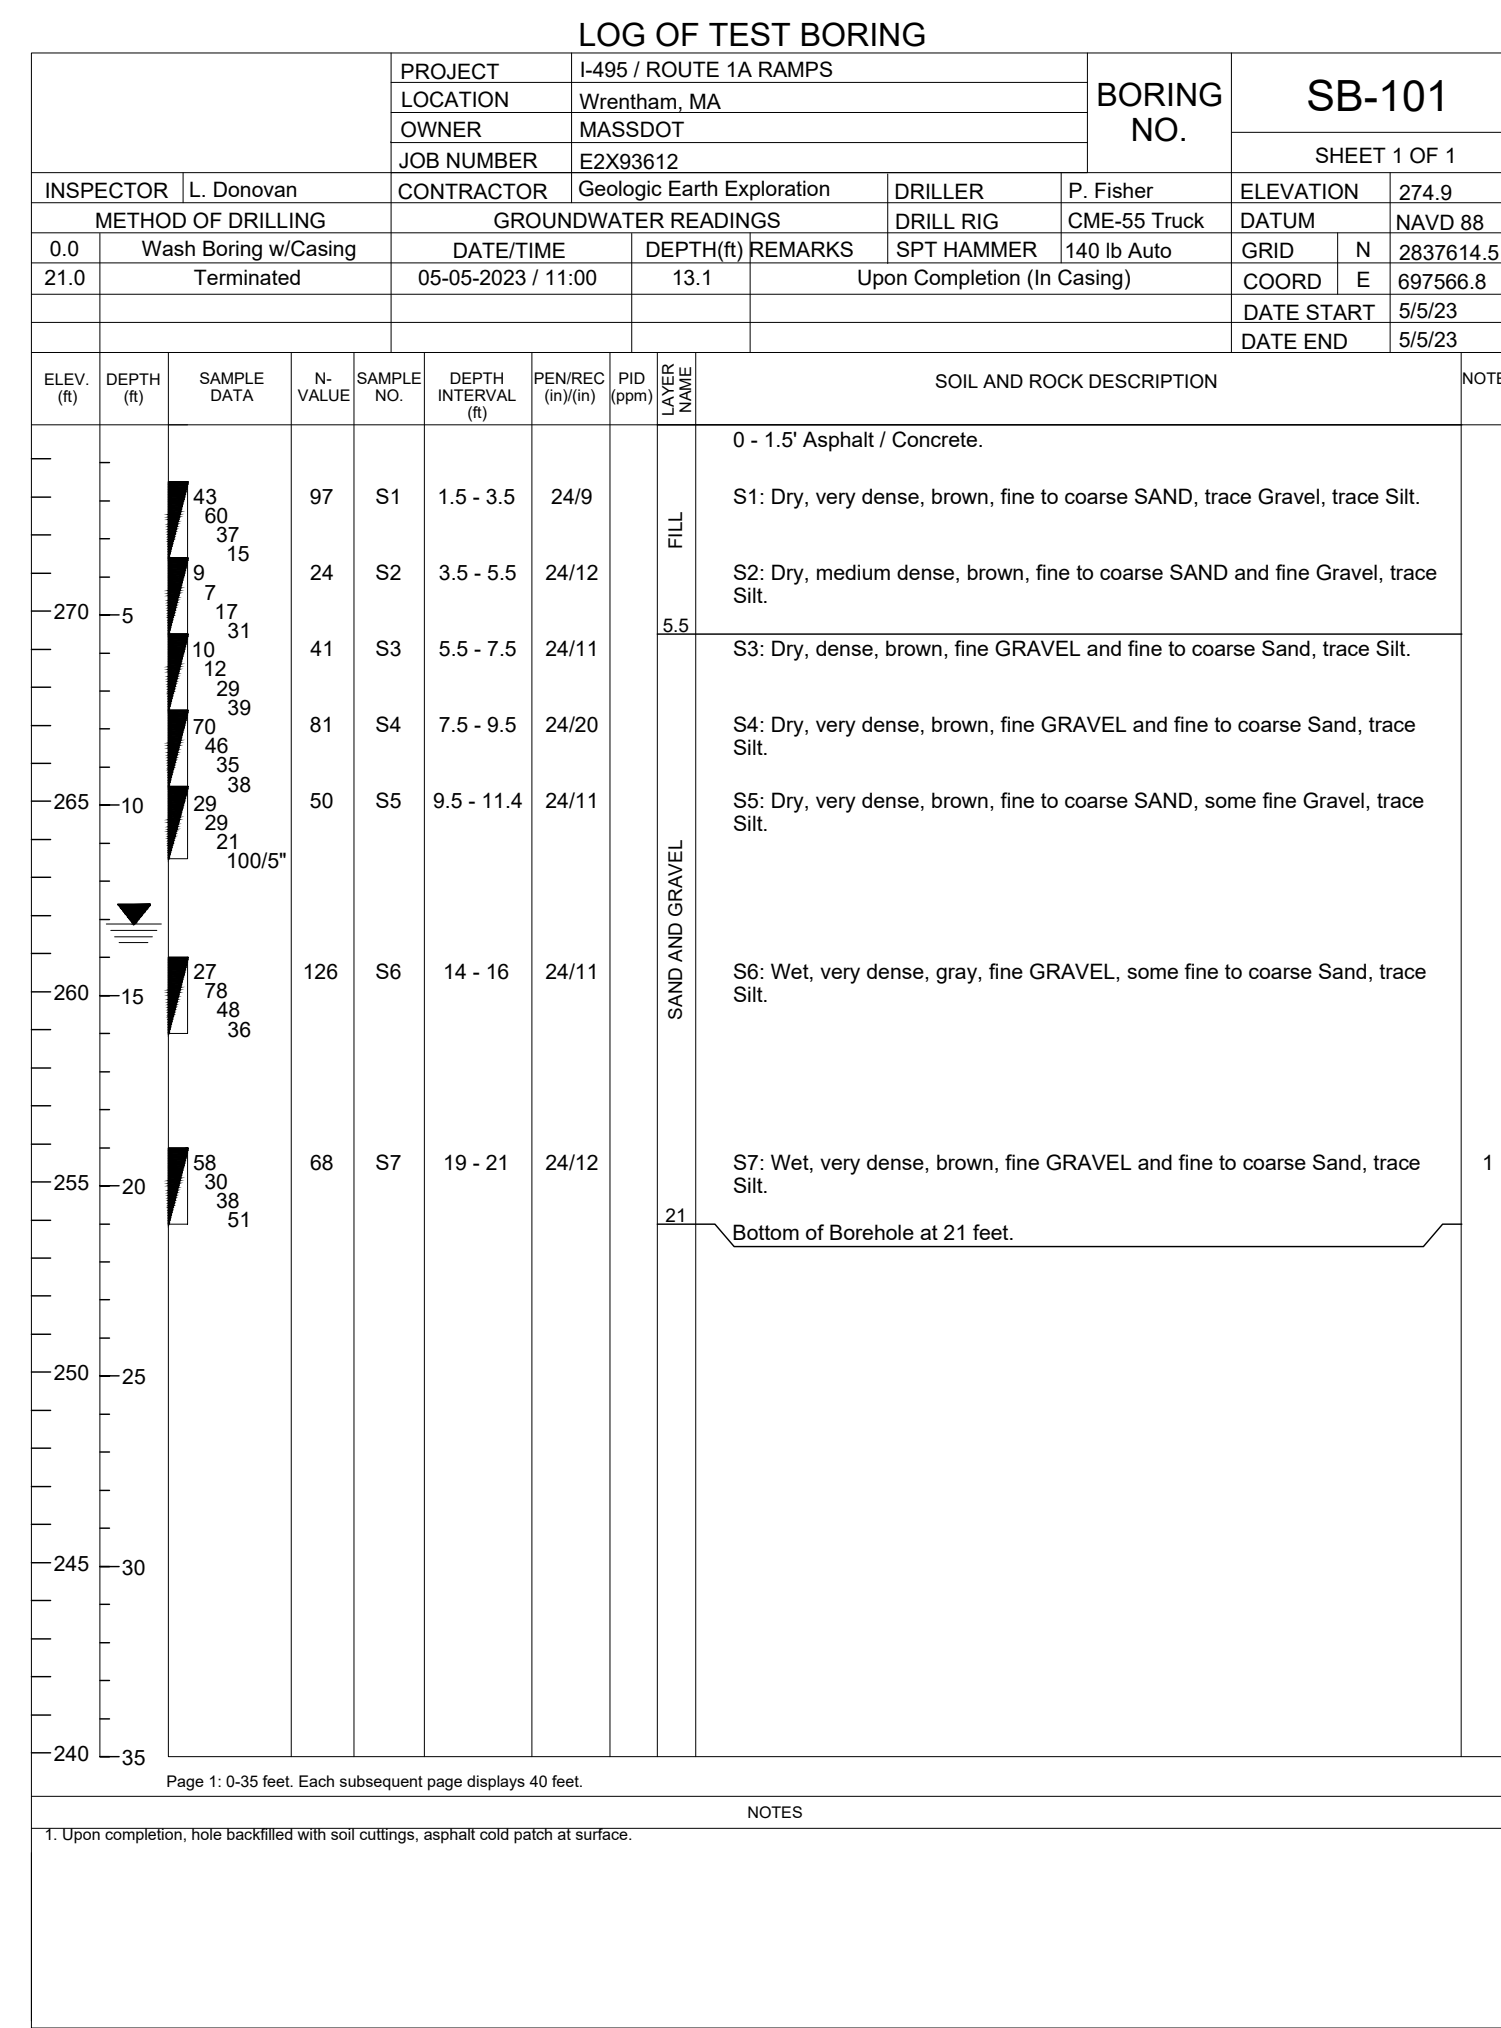 LOG OF TEST BORING
PROJECT I-495 / ROUTE 1A RAMPS
LOCATION Wrentham, MA
OWNER MASSDOT
JOB NUMBER E2X93612
BORING NO.
SB-101
SHEET 1 OF 1
INSPECTOR L. Donovan CONTRACTOR Geologic Earth Exploration DRILLER P. Fisher ELEVATION 274.9
METHOD OF DRILLING GROUNDWATER READINGS DRILL RIG CME-55 Truck DATUM NAVD 88
0.0 Wash Boring w/Casing DATE/TIME DEPTH(ft) REMARKS SPT HAMMER 140 lb Auto GRID N 2837614.5
21.0 Terminated 05-05-2023 / 11:00 13.1 Upon Completion (In Casing) COORD E 697566.8
DATE START 5/5/23
DATE END 5/5/23
ELEV. (ft) DEPTH (ft) SAMPLE DATA N-VALUE SAMPLE NO. DEPTH INTERVAL (ft) PEN/REC (in)/(in) PID (ppm) LAYER NAME SOIL AND ROCK DESCRIPTION NOTE
0 - 1.5' Asphalt / Concrete.
43 97 S1 1.5 - 3.5 24/9 S1: Dry, very dense, brown, fine to coarse SAND, trace Gravel, trace Silt.
60
37
15
FILL
9 24 S2 3.5 - 5.5 24/12 S2: Dry, medium dense, brown, fine to coarse SAND and fine Gravel, trace
7 Silt.
270 5 17
31 5.5
10 41 S3 5.5 - 7.5 24/11 S3: Dry, dense, brown, fine GRAVEL and fine to coarse Sand, trace Silt.
12
29
39
70 81 S4 7.5 - 9.5 24/20 S4: Dry, very dense, brown, fine GRAVEL and fine to coarse Sand, trace
46 Silt.
35
38
265 10 29 50 S5 9.5 - 11.4 24/11 S5: Dry, very dense, brown, fine to coarse SAND, some fine Gravel, trace
29 Silt.
21
100/5"
SAND AND GRAVEL
27 126 S6 14 - 16 24/11 S6: Wet, very dense, gray, fine GRAVEL, some fine to coarse Sand, trace
260 15 78 Silt.
48
36
58 68 S7 19 - 21 24/12 S7: Wet, very dense, brown, fine GRAVEL and fine to coarse Sand, trace 1
255 20 30 Silt.
38
51 21
Bottom of Borehole at 21 feet.
250 25
245 30
240 35
Page 1: 0-35 feet. Each subsequent page displays 40 feet.
NOTES
1. Upon completion, hole backfilled with soil cuttings, asphalt cold patch at surface.